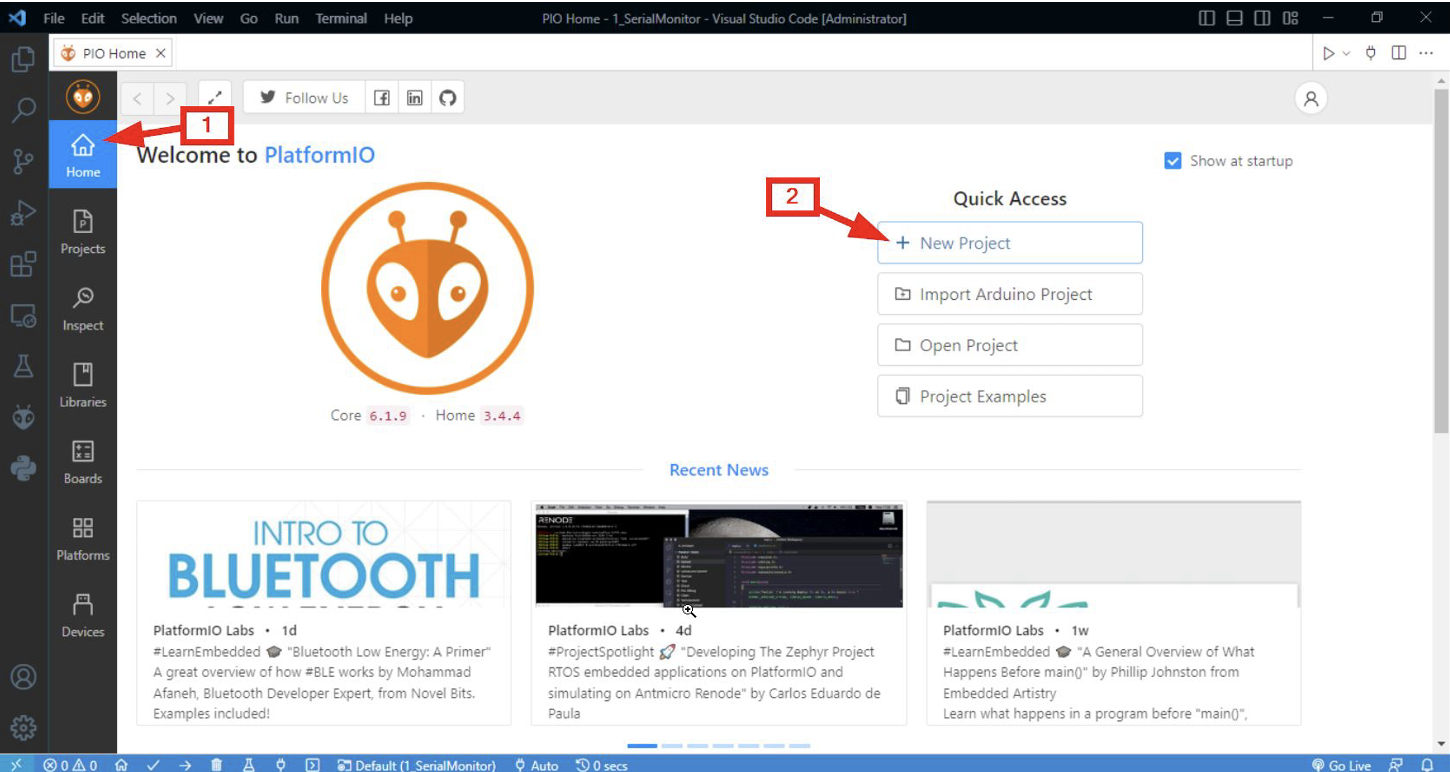 File Edit Selection View Go Run Terminal Help
PIO Home - 1_SerialMonitor - Visual Studio Code [Administrator]
PIO Home
Follow Us
1
Home
Welcome to PlatformIO
Show at startup
2
Quick Access
New Project
Import Arduino Project
Open Project
Project Examples
Projects
Inspect
Libraries
Boards
Platforms
Devices
Core 6.1.9 · Home 3.4.4
Recent News
INTRO TO
BLUETOOTH
LOW ENERGY
PlatformIO Labs • 1d
#LearnEmbedded 🎓 "Bluetooth Low Energy: A Primer"
A great overview of how #BLE works by Mohammad
Afaneh, Bluetooth Developer Expert, from Novel Bits.
Examples included!
RENODE
PlatformIO Labs • 4d
#ProjectSpotlight 🚀 "Developing The Zephyr Project
RTOS embedded applications on PlatformIO and
simulating on Antmicro Renode" by Carlos Eduardo de
Paula
PlatformIO Labs • 1w
#LearnEmbedded 🎓 "A General Overview of What
Happens Before main()" by Phillip Johnston from
Embedded Artistry
Learn what happens in a program before "main()",
0 0 Default (1_SerialMonitor) Auto 0 secs Go Live